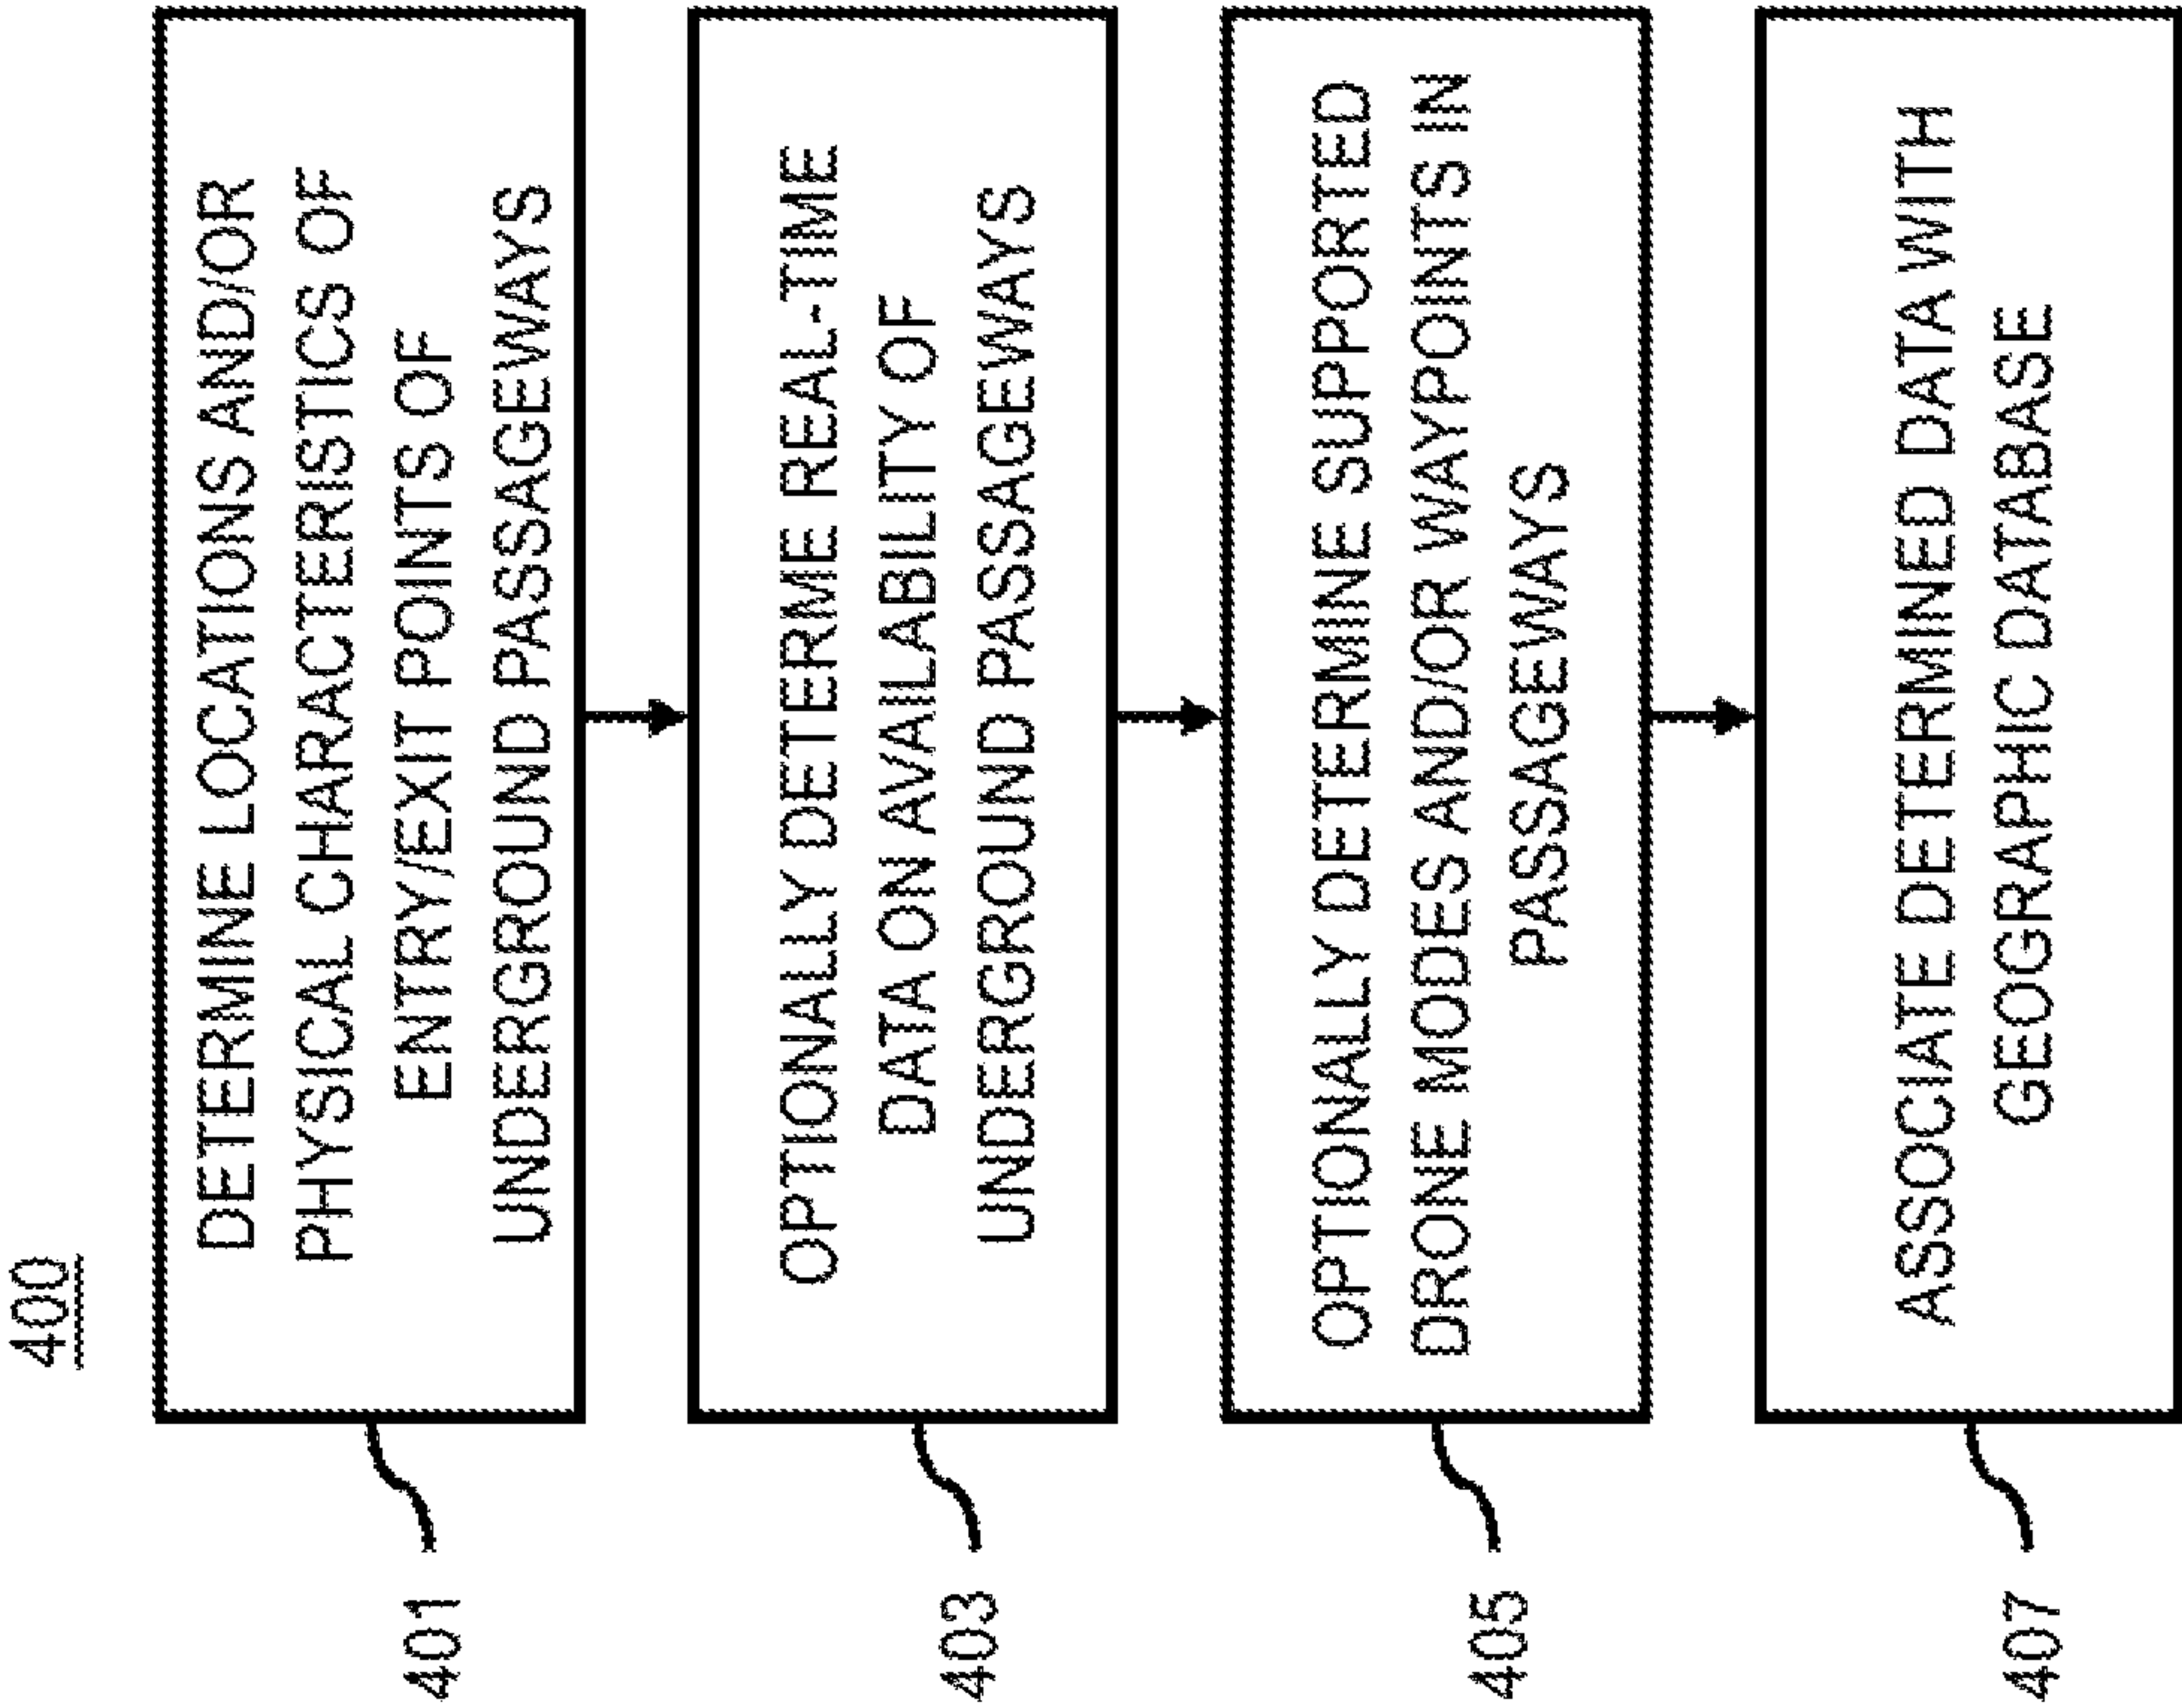 400
401
DETERMINE LOCATIONS AND/OR
PHYSICAL CHARACTERISTICS OF
ENTRY/EXIT POINTS OF
UNDERGROUND PASSAGEWAYS
403
OPTIONALLY DETERME REAL-TIME
DATA ON AVAILABILITY OF
UNDERGROUND PASSAGEWAYS
405
OPTIONALLY DETERMINE SUPPORTED
DRONE MODES AND/OR WAYPOINTS IN
PASSAGEWAYS
407
ASSOCIATE DETERMINED DATA WITH
GEOGRAPHIC DATABASE